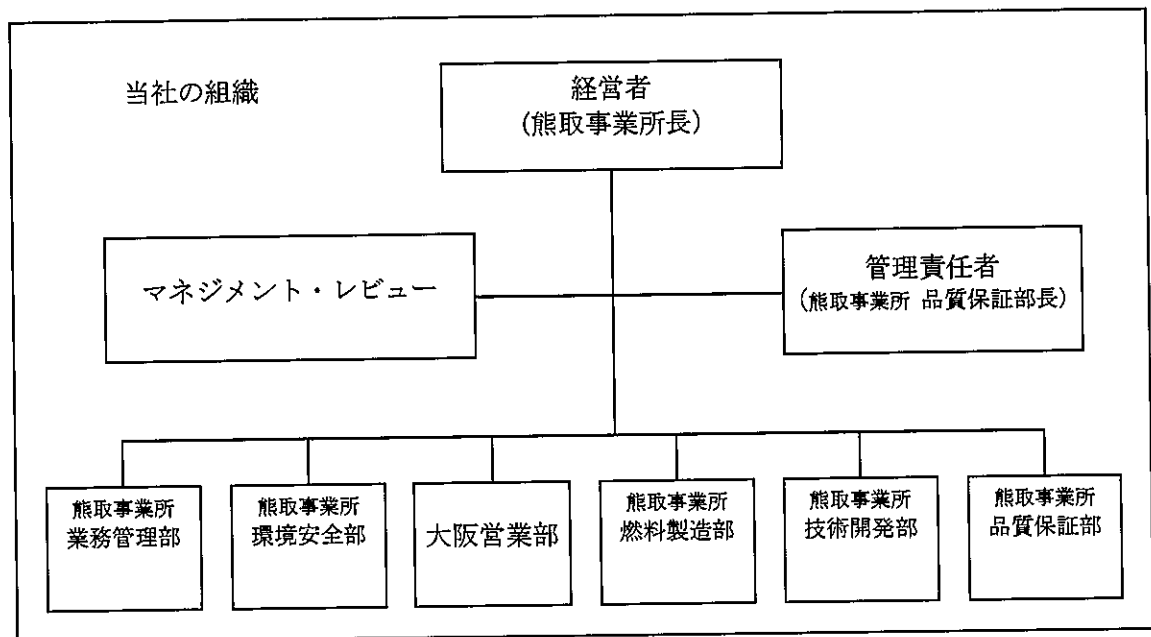 当社の組織
経営者
(熊取事業所長)
マネジメント・レビュー
管理責任者
(熊取事業所 品質保証部長)
熊取事業所
業務管理部
熊取事業所
環境安全部
大阪営業部
熊取事業所
燃料製造部
熊取事業所
技術開発部
熊取事業所
品質保証部